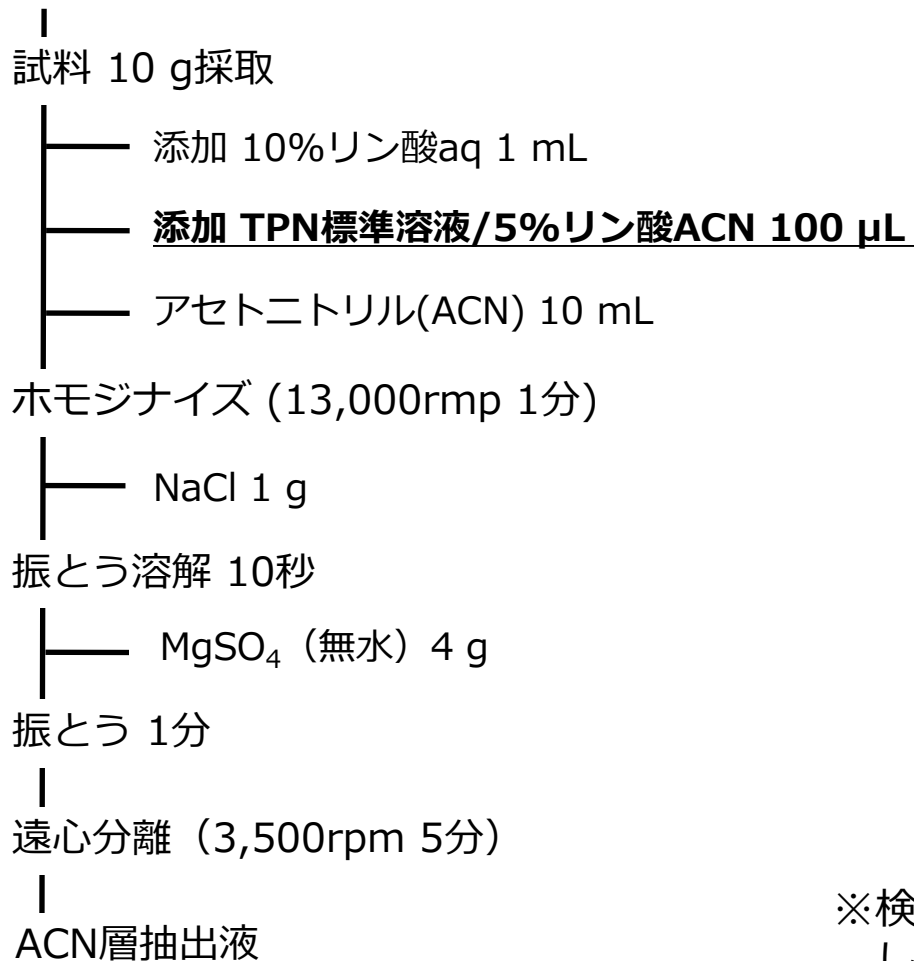 試料 10 g採取
添加 10%リン酸aq 1 mL
添加 TPN標準溶液/5%リン酸ACN 100 μL
アセトニトリル(ACN) 10 mL
ホモジナイズ (13,000rmp 1分)
NaCl 1 g
振とう溶解 10秒
MgSO₄（無水）4 g
振とう 1分
遠心分離（3,500rpm 5分）
※検
ACN層抽出液